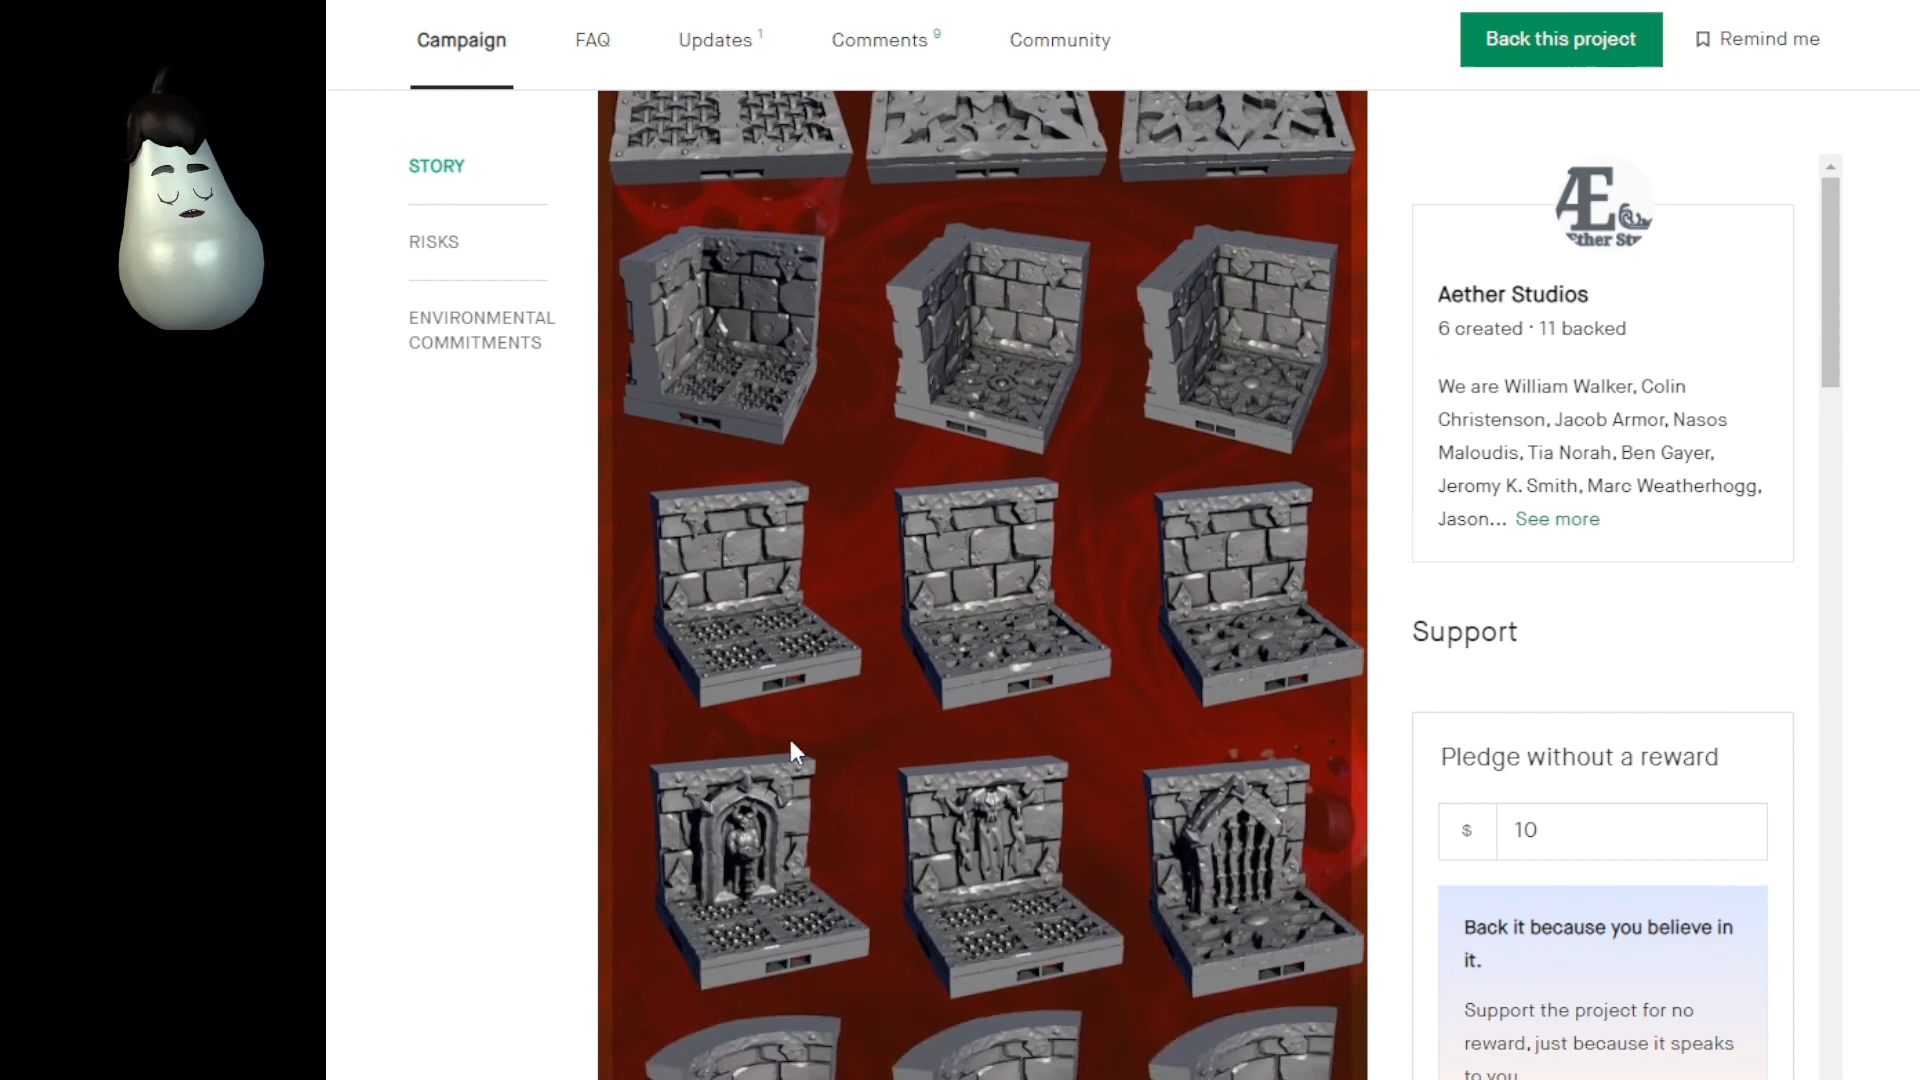 Campaign
FAQ
Updates 1
Comments 9
Community
Back this project
Remind me
STORY
RISKS
ENVIRONMENTAL
COMMITMENTS
Æ
Aether Studios
6 created · 11 backed
We are William Walker, Colin
Christenson, Jacob Armor, Nasos
Maloudis, Tia Norah, Ben Gayer,
Jeromy K. Smith, Marc Weatherhogg,
Jason... See more
Support
Pledge without a reward
$ 10
Back it because you believe in
it.
Support the project for no
reward, just because it speaks
to you.